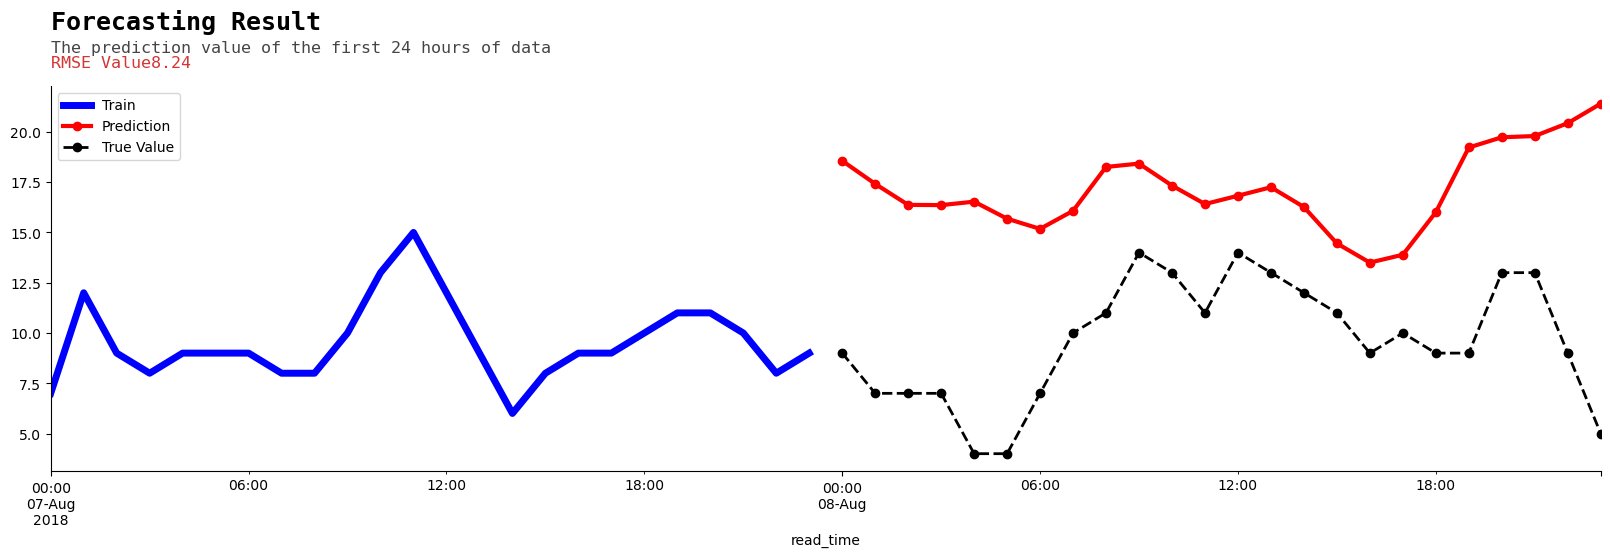 Forecasting Result
The prediction value of the first 24 hours of data
RMSE Value8.24
Train
Prediction
True Value
20.0
17.5
15.0
12.5
10.0
7.5
5.0
00:00 06:00 12:00 18:00 00:00 06:00 12:00 18:00
07-Aug 08-Aug
2018
read_time